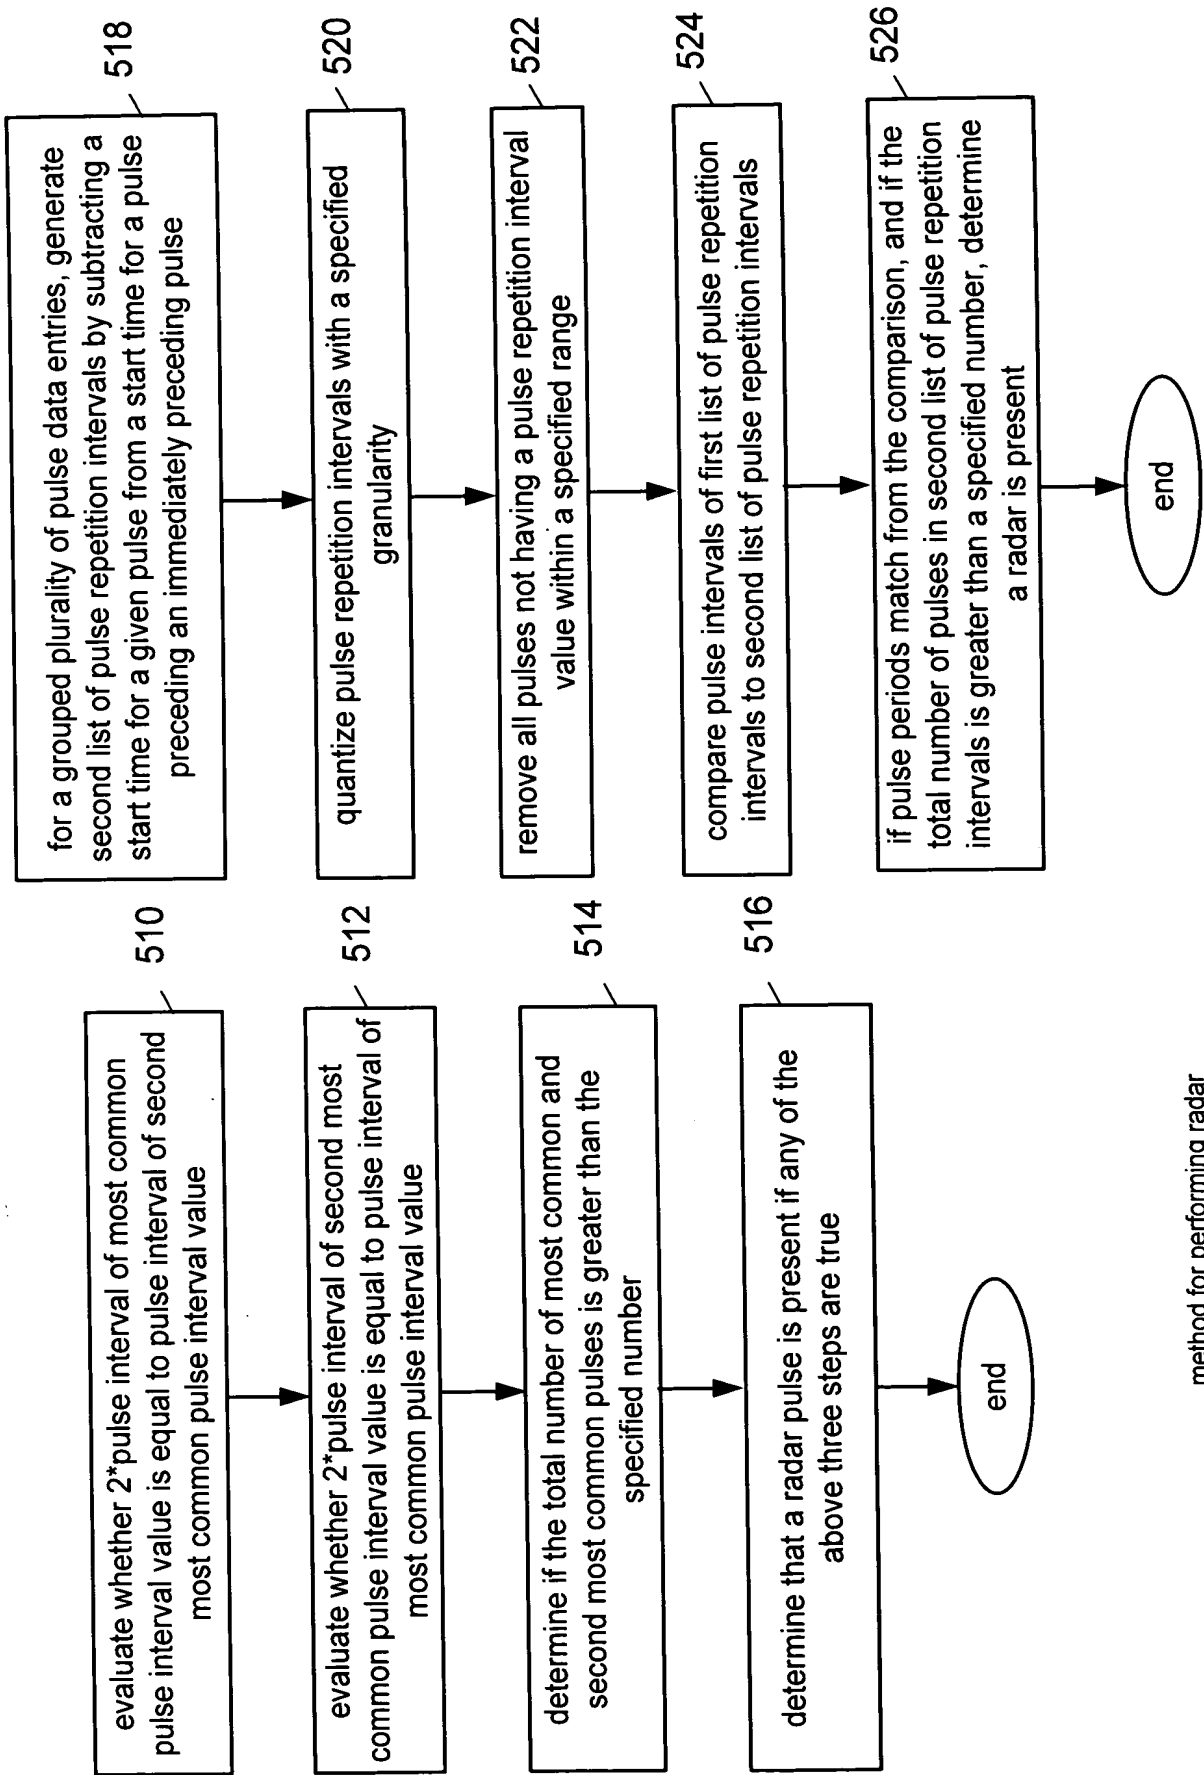 evaluate whether 2*pulse interval of most common
pulse interval value is equal to pulse interval of second
most common pulse interval value
510
evaluate whether 2*pulse interval of second most
common pulse interval value is equal to pulse interval of
most common pulse interval value
512
determine if the total number of most common and
second most common pulses is greater than the
specified number
514
determine that a radar pulse is present if any of the
above three steps are true
516
end
for a grouped plurality of pulse data entries, generate
second list of pulse repetition intervals by subtracting a
start time for a given pulse from a start time for a pulse
preceding an immediately preceding pulse
518
quantize pulse repetition intervals with a specified
granularity
520
remove all pulses not having a pulse repetition interval
value within a specified range
522
compare pulse intervals of first list of pulse repetition
intervals to second list of pulse repetition intervals
524
if pulse periods match from the comparison, and if the
total number of pulses in second list of pulse repetition
intervals is greater than a specified number, determine
a radar is present
526
end
method for performing radar